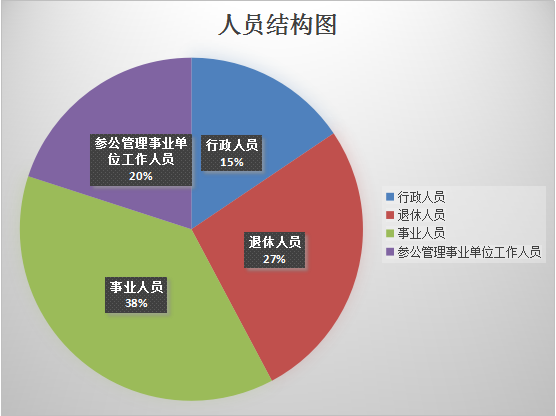 人员结构图
行政人员
15%
参公管理事业单
位工作人员
20%
退休人员
27%
事业人员
38%
行政人员
退休人员
事业人员
参公管理事业单位工作人员